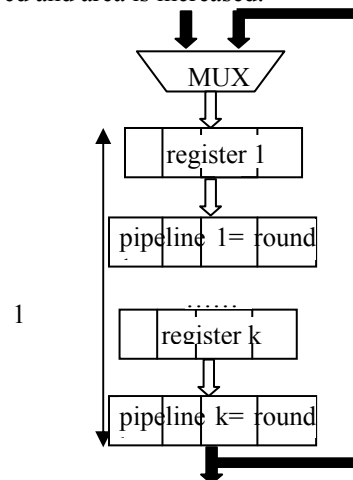 ed and area is increased.
MUX
register 1
pipeline 1= round
1
......
register k
pipeline k= round